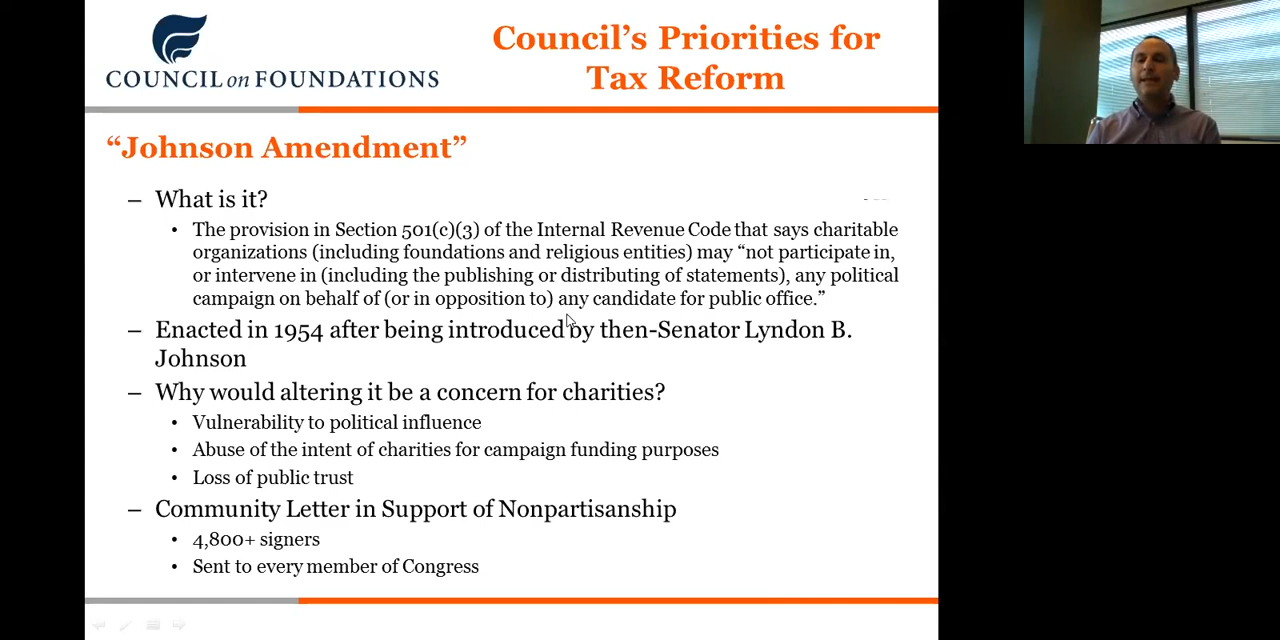 COUNCIL on FOUNDATIONS
Council’s Priorities for
Tax Reform
“Johnson Amendment”
– What is it?
• The provision in Section 501(c)(3) of the Internal Revenue Code that says charitable
organizations (including foundations and religious entities) may “not participate in,
or intervene in (including the publishing or distributing of statements), any political
campaign on behalf of (or in opposition to) any candidate for public office.”
– Enacted in 1954 after being introduced by then-Senator Lyndon B.
Johnson
– Why would altering it be a concern for charities?
• Vulnerability to political influence
• Abuse of the intent of charities for campaign funding purposes
• Loss of public trust
– Community Letter in Support of Nonpartisanship
• 4,800+ signers
• Sent to every member of Congress